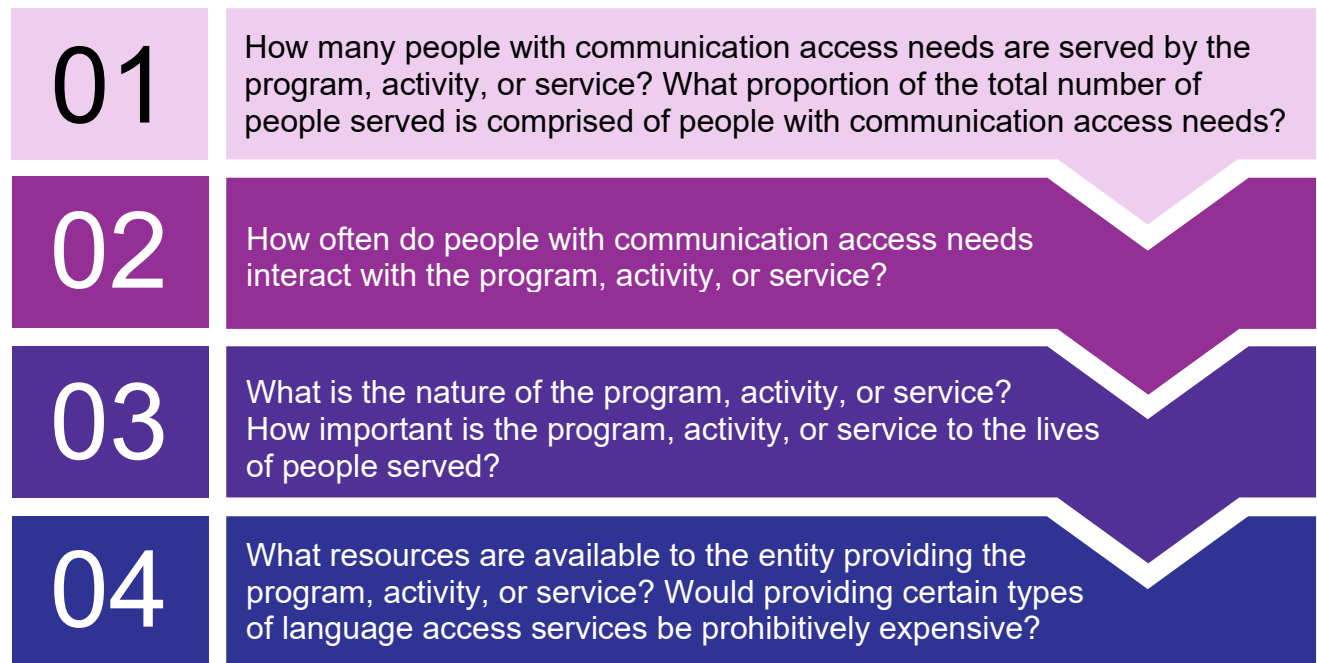 01
How many people with communication access needs are served by the
program, activity, or service? What proportion of the total number of
people served is comprised of people with communication access needs?
02
How often do people with communication access needs
interact with the program, activity, or service?
03
What is the nature of the program, activity, or service?
How important is the program, activity, or service to the lives
of people served?
04
What resources are available to the entity providing the
program, activity, or service? Would providing certain types
of language access services be prohibitively expensive?